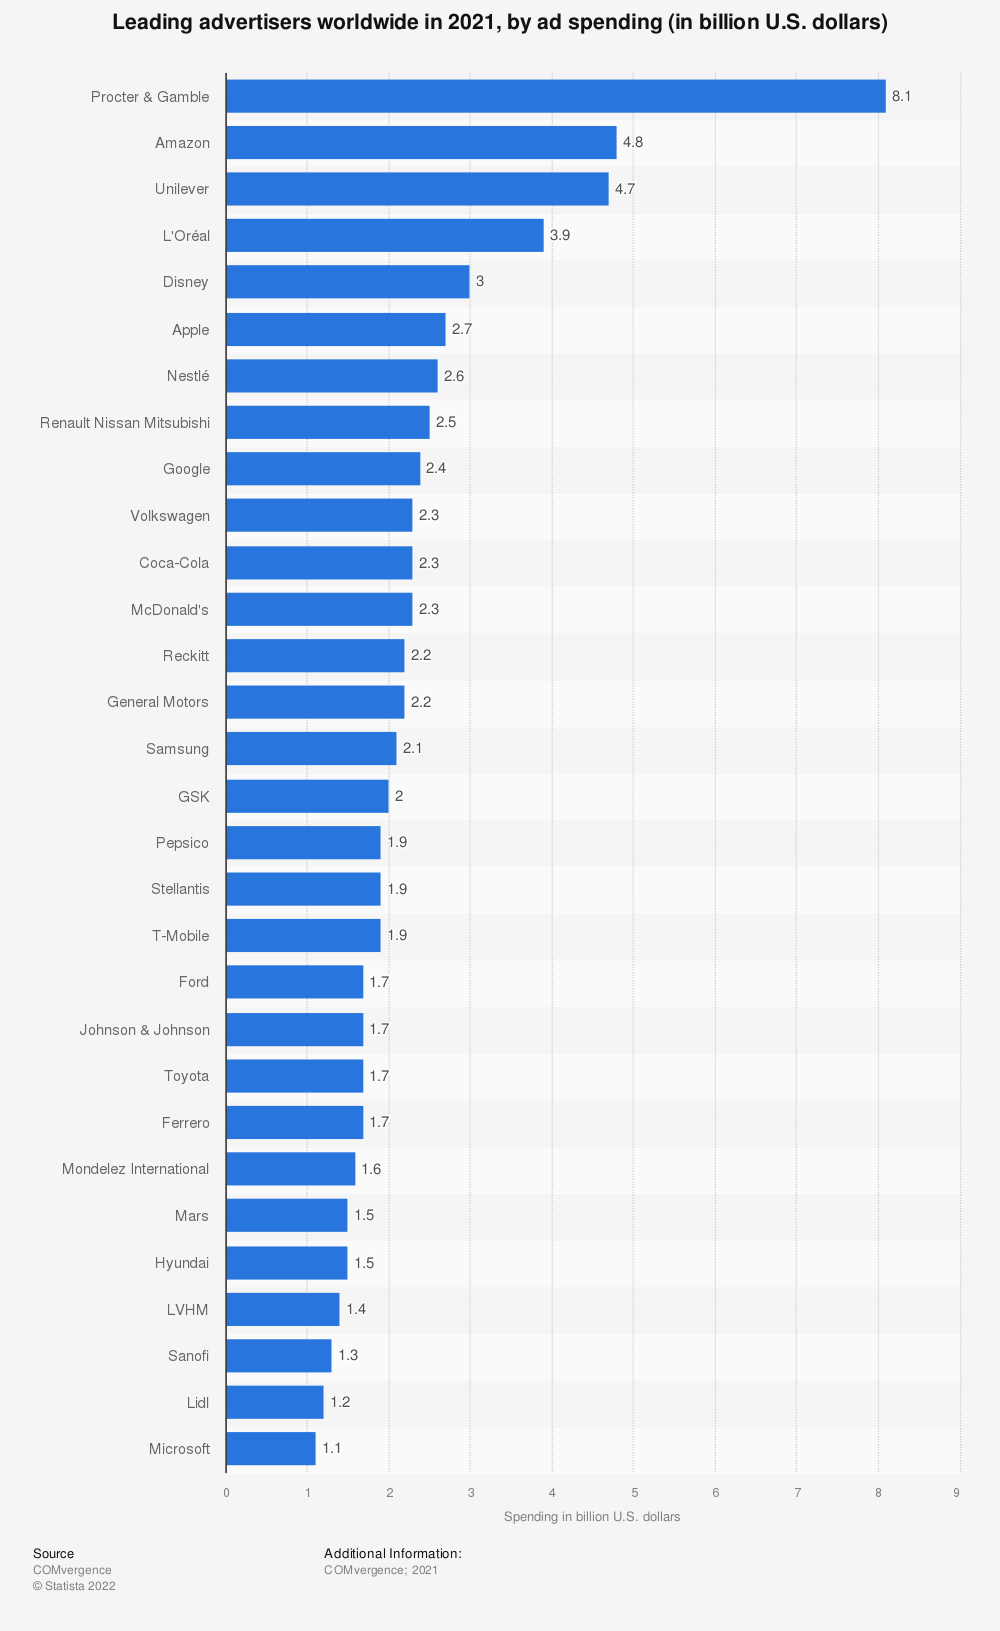 Leading advertisers worldwide in 2021, by ad spending (in billion U.S. dollars)
Procter & Gamble 8.1
Amazon 4.8
Unilever 4.7
L'Oréal 3.9
Disney 3
Apple 2.7
Nestlé 2.6
Renault Nissan Mitsubishi 2.5
Google 2.4
Volkswagen 2.3
Coca-Cola 2.3
McDonald's 2.3
Reckitt 2.2
General Motors 2.2
Samsung 2.1
GSK 2
Pepsico 1.9
Stellantis 1.9
T-Mobile 1.9
Ford 1.7
Johnson & Johnson 1.7
Toyota 1.7
Ferrero 1.7
Mondelez International 1.6
Mars 1.5
Hyundai 1.5
LVHM 1.4
Sanofi 1.3
Lidl 1.2
Microsoft 1.1
0 1 2 3 4 5 6 7 8 9
Spending in billion U.S. dollars
Source
COMvergence
© Statista 2022
Additional Information:
COMvergence; 2021